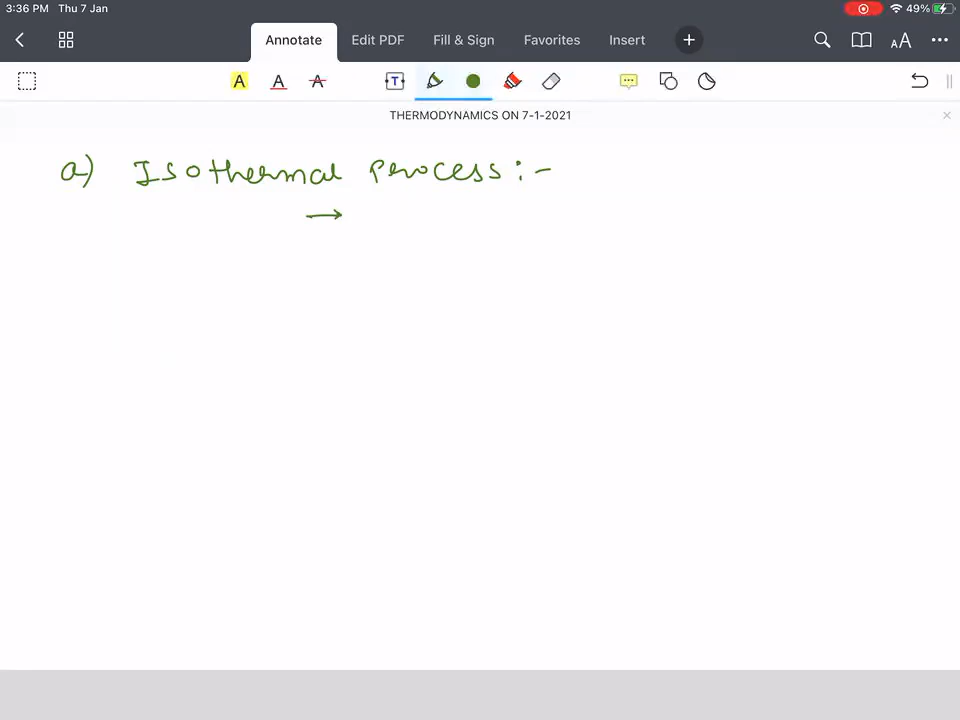 3:36 PM Thu 7 Jan 49%
Annotate Edit PDF Fill & Sign Favorites Insert AA
A A A T
THERMODYNAMICS ON 7-1-2021
a) Isothermal Process:-
→